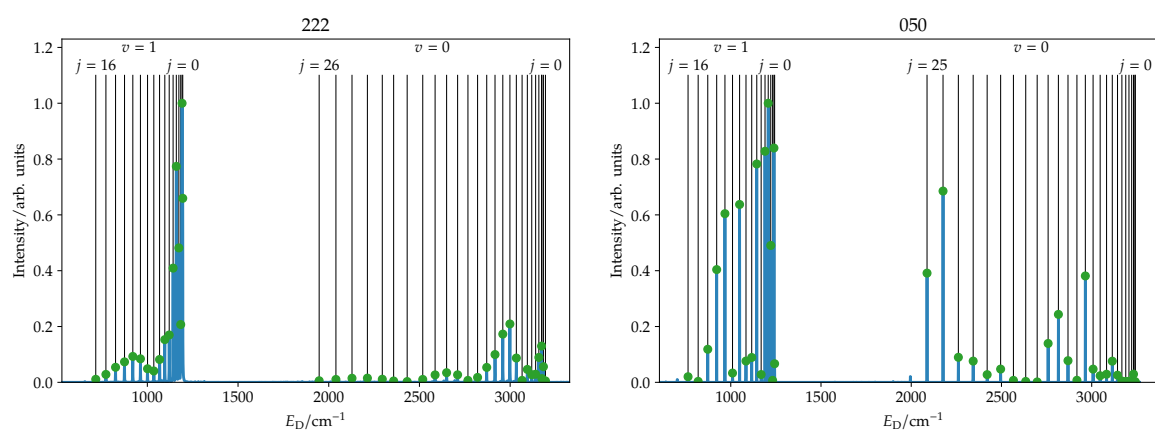 222
v = 1
v = 0
j = 16
j = 0
j = 26
j = 0
1.2
1.0
0.8
0.6
0.4
0.2
0.0
Intensity/arb. units
1000
1500
2000
2500
3000
E_D/cm⁻¹
050
v = 1
v = 0
j = 16
j = 0
j = 25
j = 0
1.2
1.0
0.8
0.6
0.4
0.2
0.0
Intensity/arb. units
1000
1500
2000
2500
3000
E_D/cm⁻¹